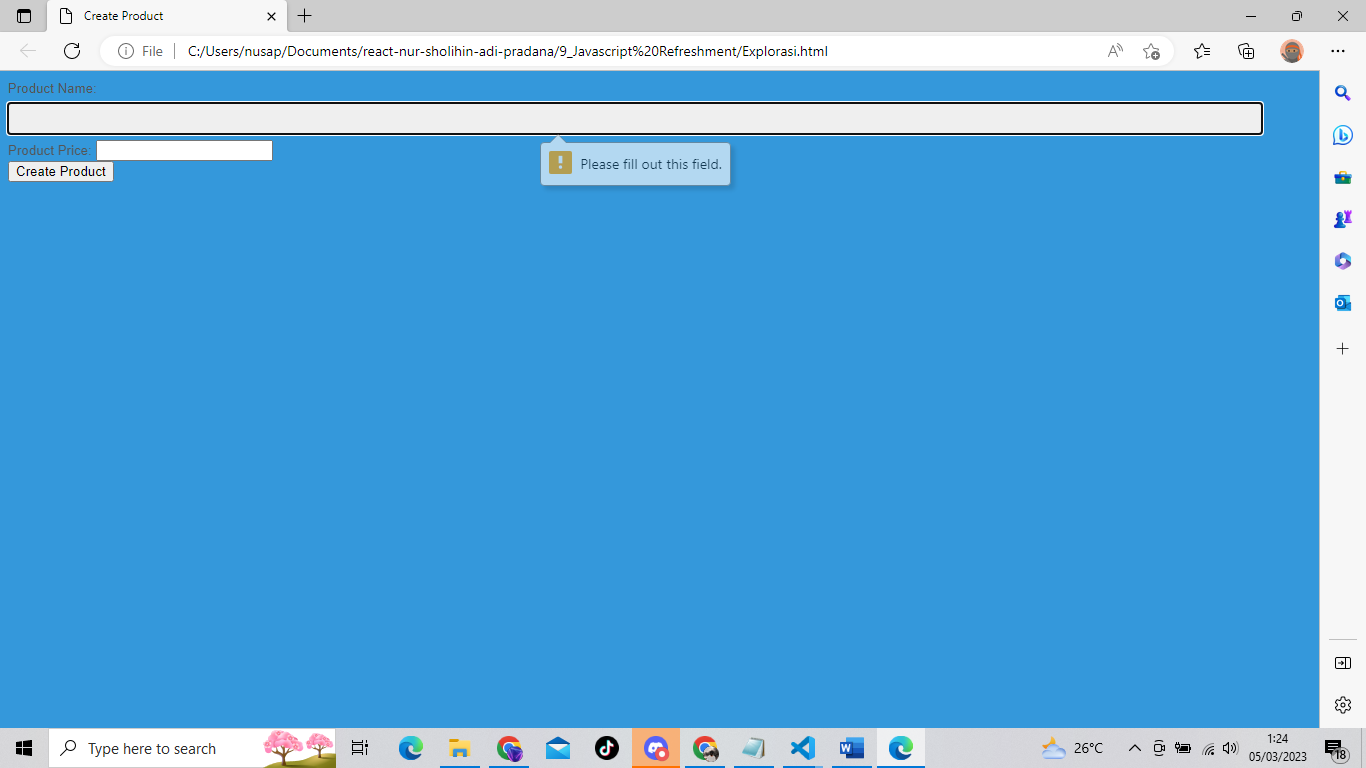 Create Product
File
C:/Users/nusap/Documents/react-nur-sholihin-adi-pradana/9_Javascript%20Refreshment/Explorasi.html
Product Name:
Product Price:
Please fill out this field.
Create Product
Type here to search
26°C
1:24
05/03/2023
18